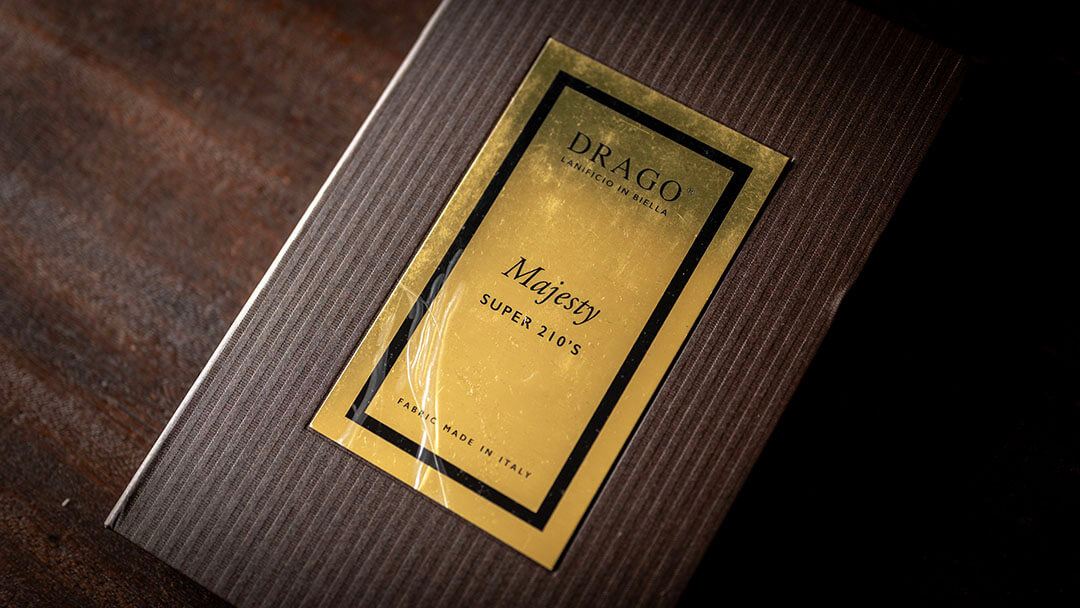 DRAGO®
LANIFICIO IN BIELLA
Majesty
SUPER 210'S
FABRIC MADE IN ITALY